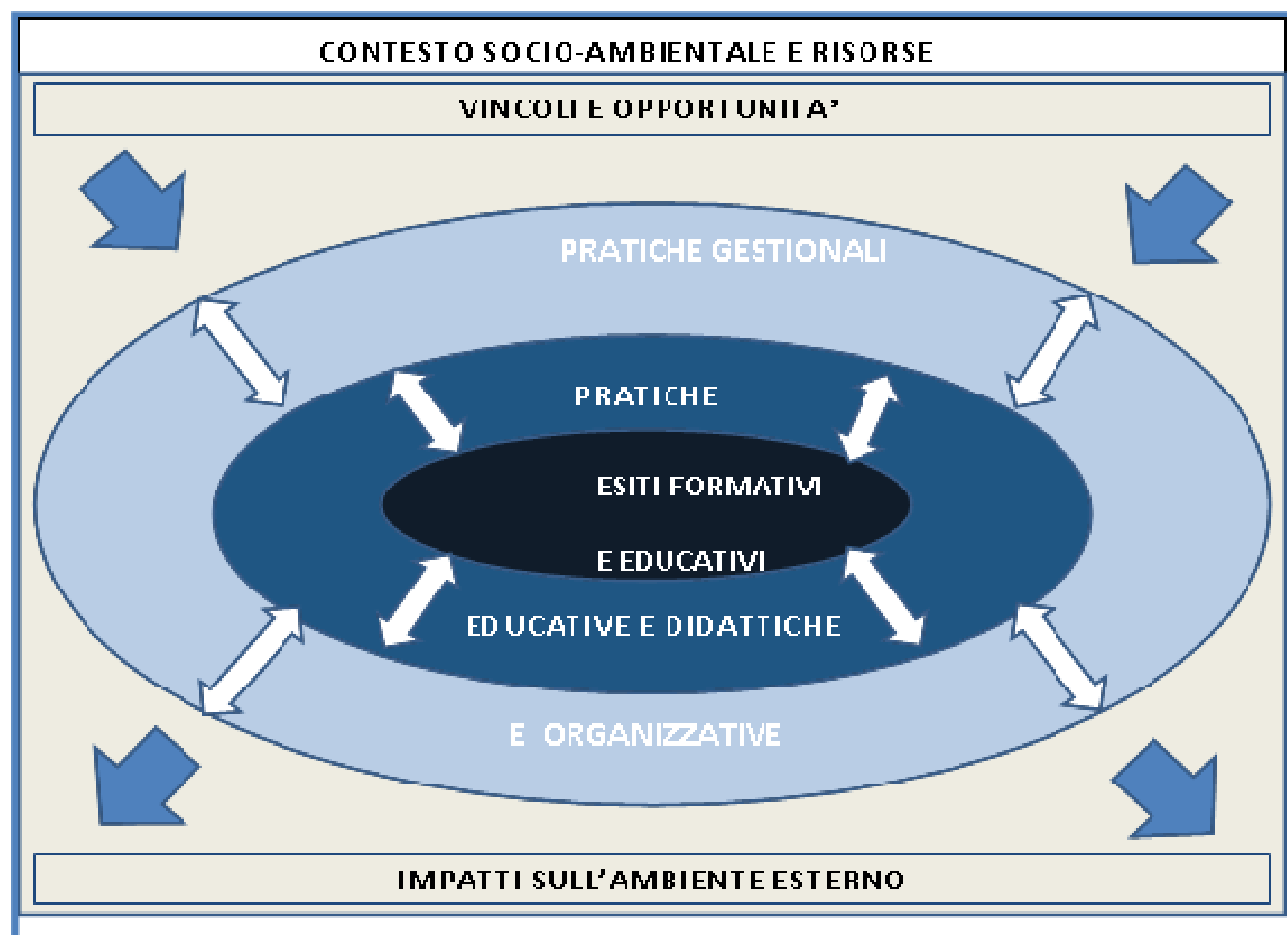 CONTESTO SOCIO-AMBIENTALE E RISORSE
VINCOLI E OPPORTUNITA'
PRATICHE GESTIONALI
PRATICHE
ESITI FORMATIVI
E EDUCATIVI
EDUCATIVE E DIDATTICHE
E ORGANIZZATIVE
IMPATTI SULL'AMBIENTE ESTERNO